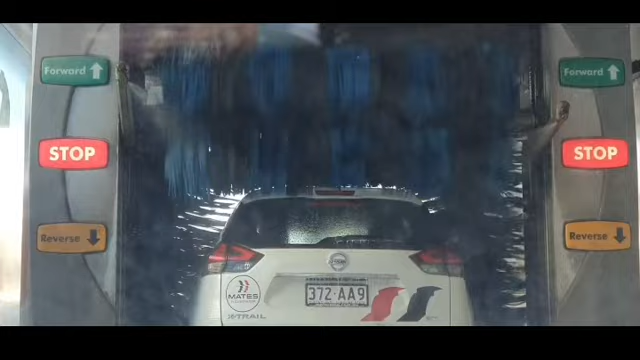 Forward
Forward
STOP
STOP
Reverse
Reverse
MATES
372 AA9
X-TRAIL